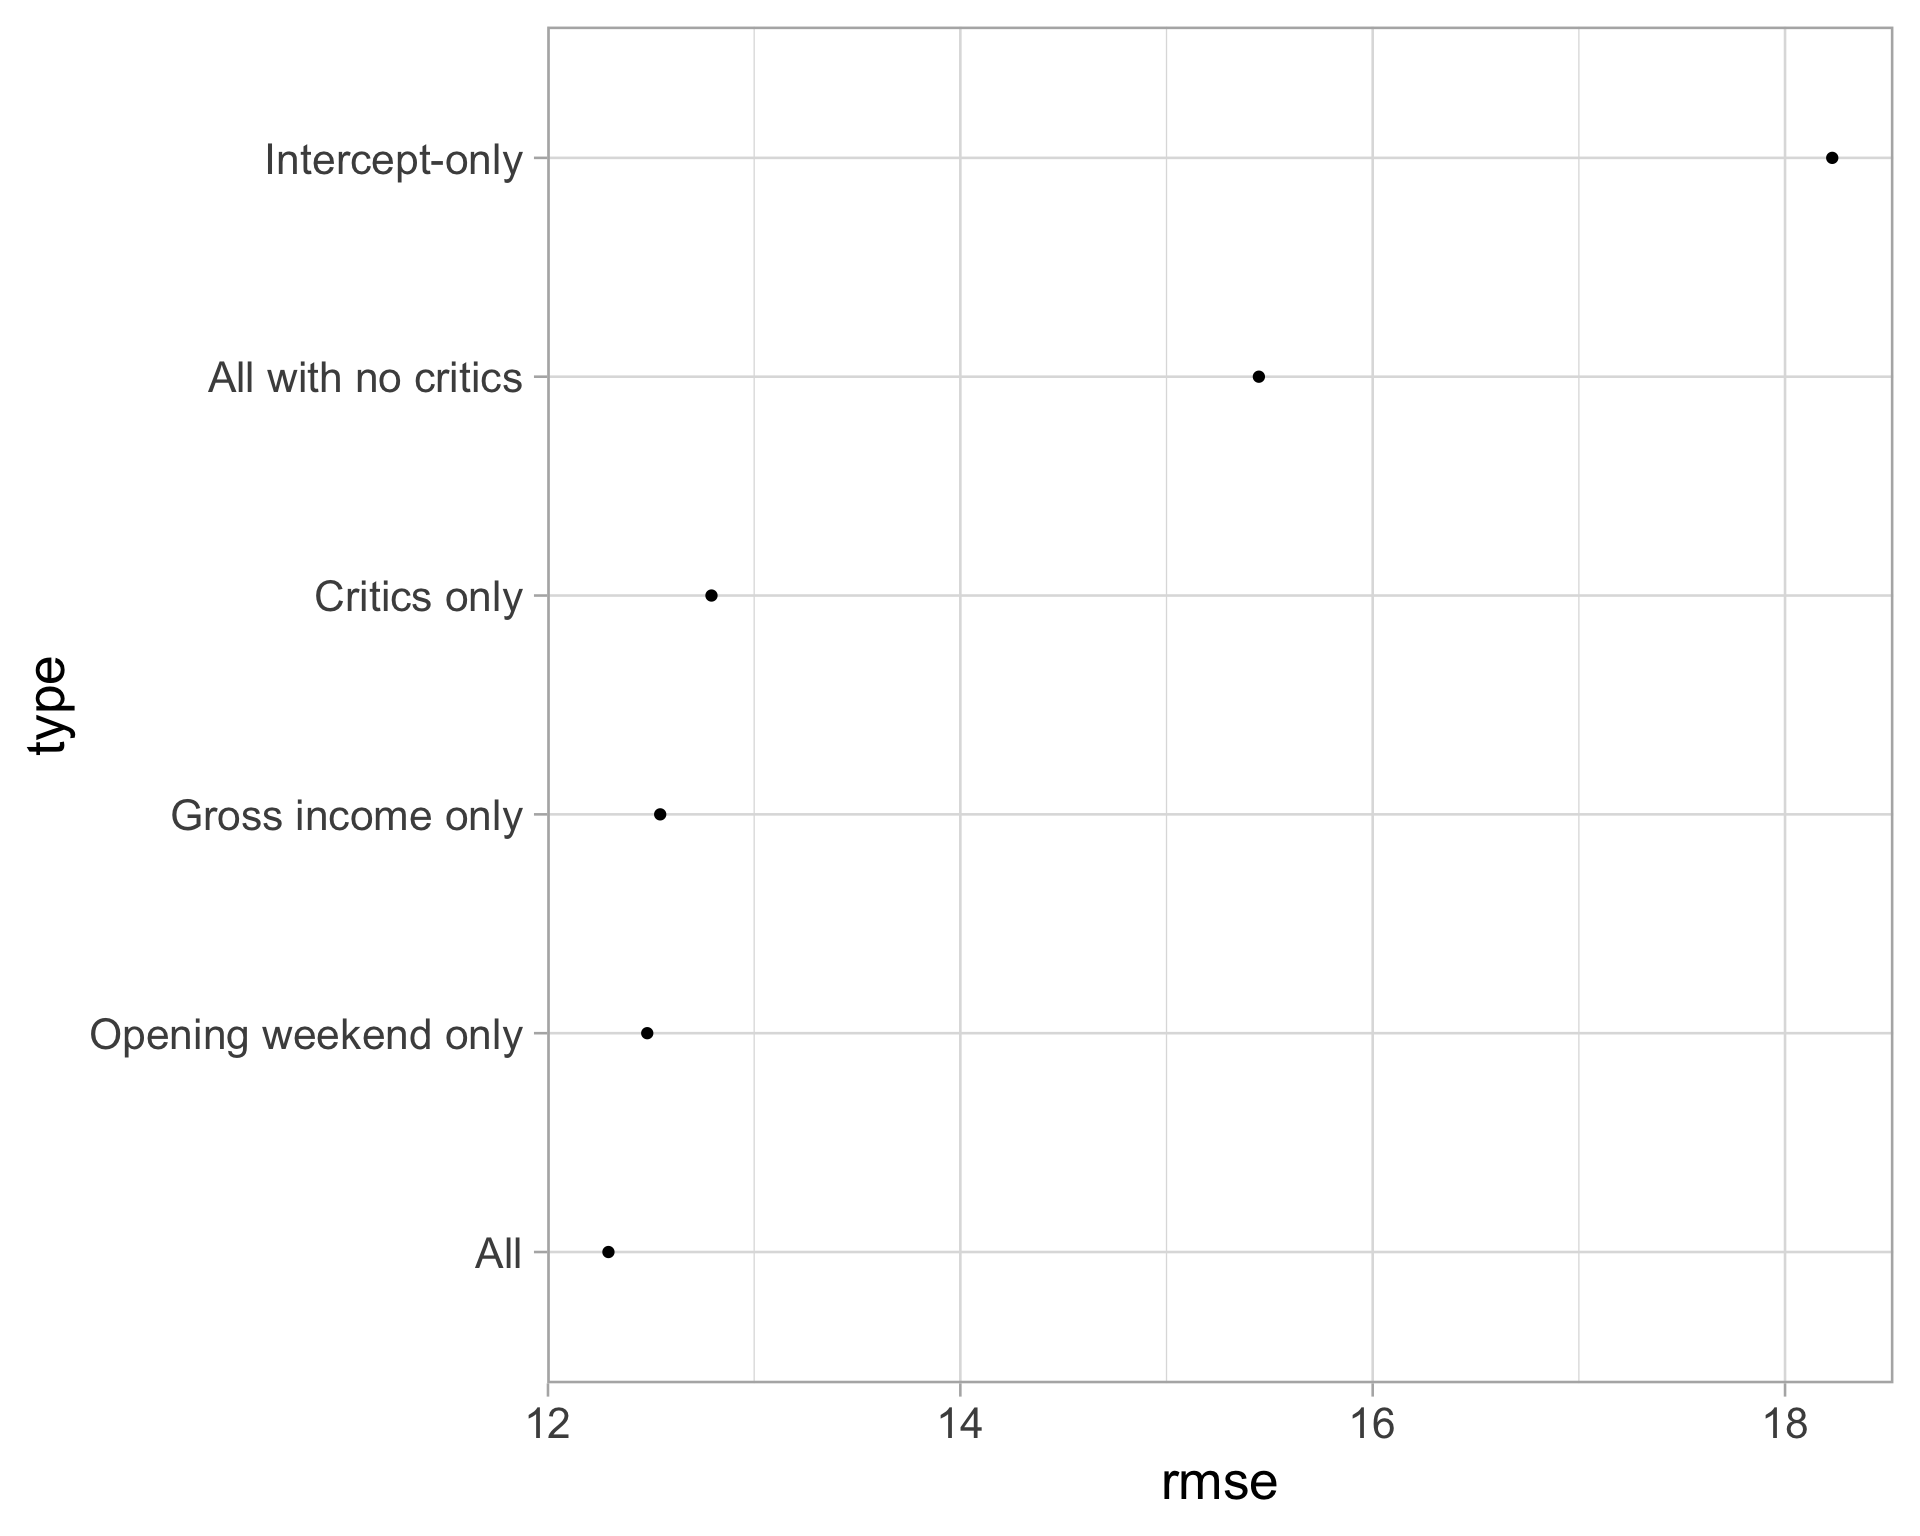 Intercept-only
All with no critics
Critics only
Gross income only
Opening weekend only
All
type
12 14 16 18
rmse